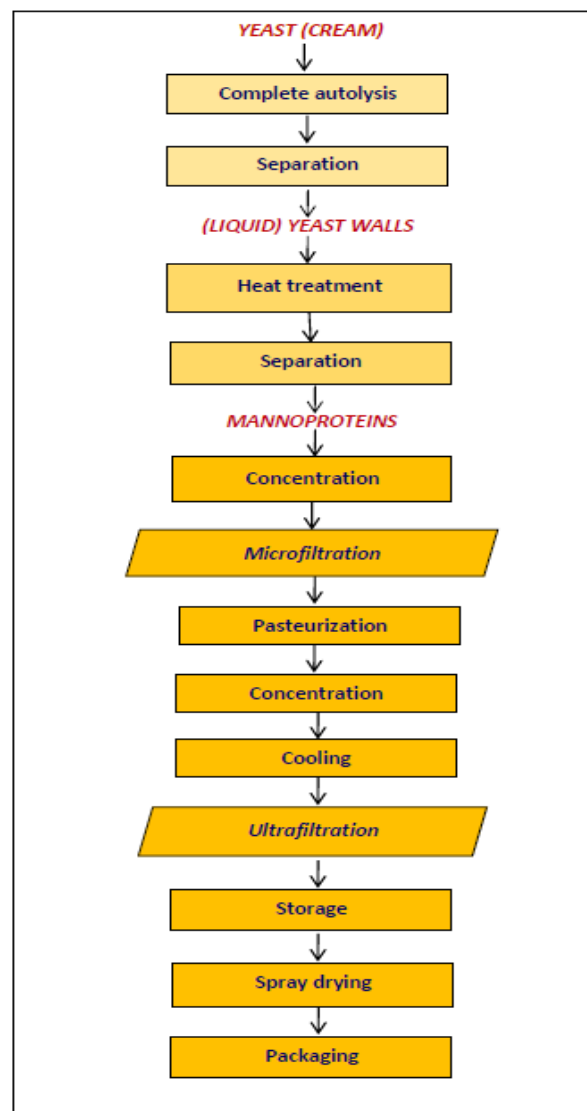 YEAST (CREAM)
Complete autolysis
Separation
(LIQUID) YEAST WALLS
Heat treatment
Separation
MANNOPROTEINS
Concentration
Microfiltration
Pasteurization
Concentration
Cooling
Ultrafiltration
Storage
Spray drying
Packaging